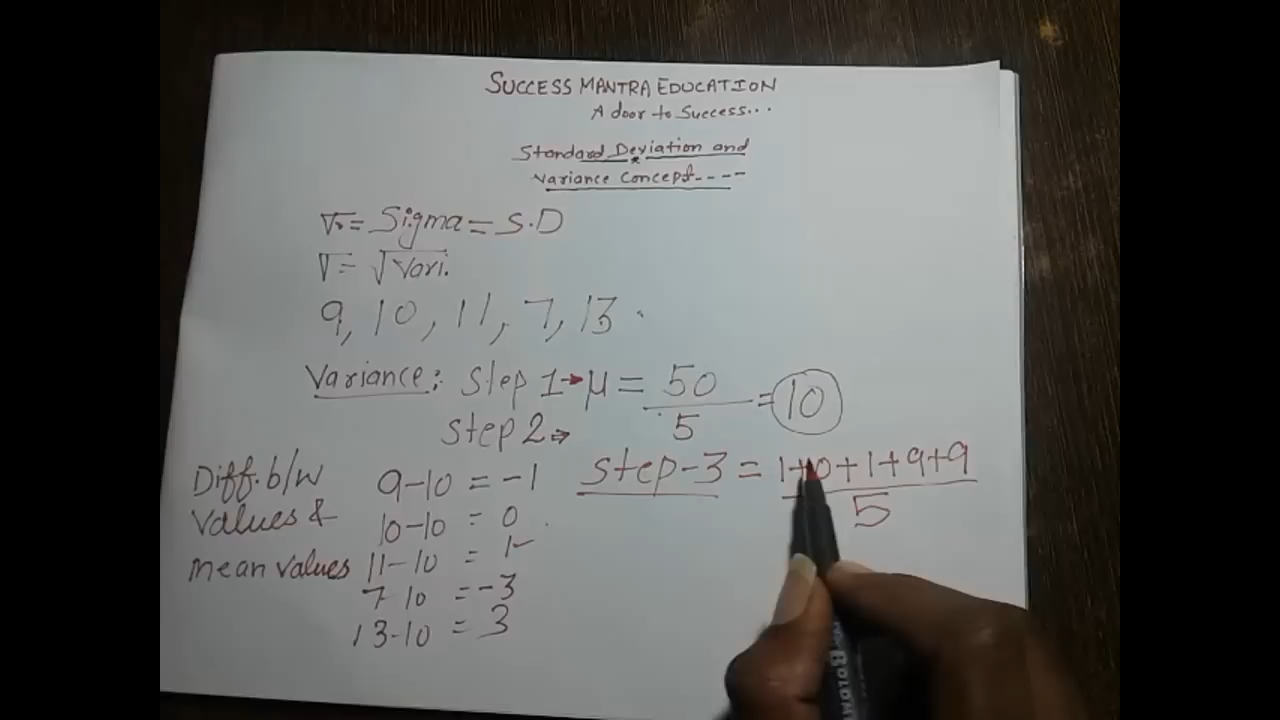 SUCCESS MANTRA EDUCATION
A door to Success...
Standard Deviation and
Variance Concept----
σ = Sigma = S.D
σ = √Vari.
9, 10, 11, 7, 13.
Variance: Step 1→ μ = 50/5 = 10
Step 2⇒
Diff. b/w
Values &
mean values
9-10 = -1
10-10 = 0
11-10 = 1
7-10 = -3
13-10 = 3
Step-3 = 1+0+1+9+9
5